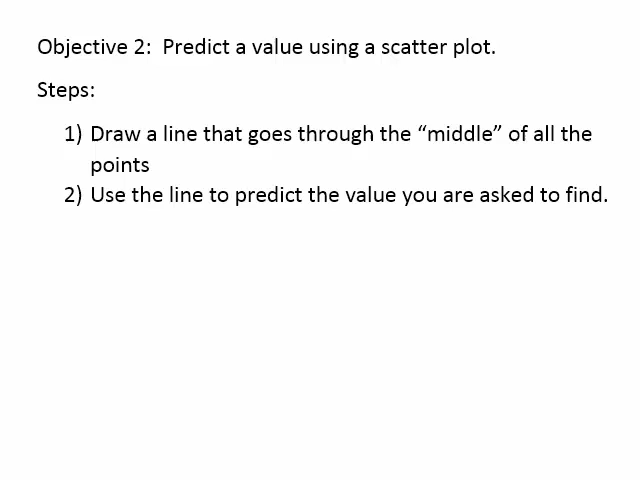 Objective 2:  Predict a value using a scatter plot.
Steps:
1) Draw a line that goes through the “middle” of all the
points
2) Use the line to predict the value you are asked to find.